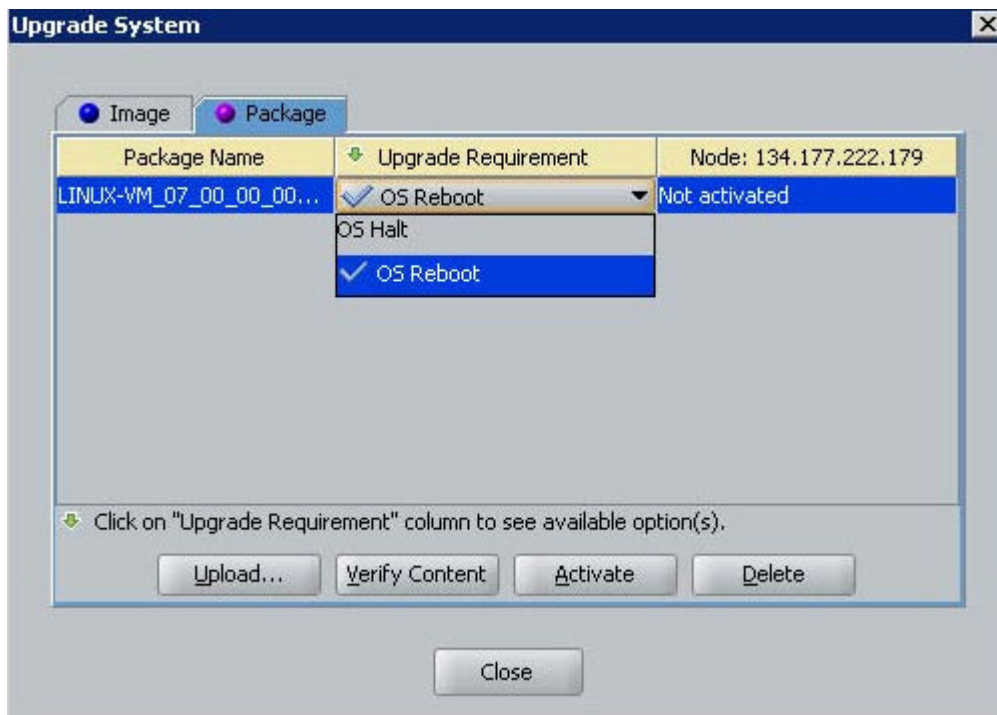 Upgrade System
Image Package
Package Name Upgrade Requirement Node: 134.177.222.179
LINUX-VM_07_00_00_00... OS Reboot Not activated
OS Halt
OS Reboot
Click on "Upgrade Requirement" column to see available option(s).
Upload... Verify Content Activate Delete
Close